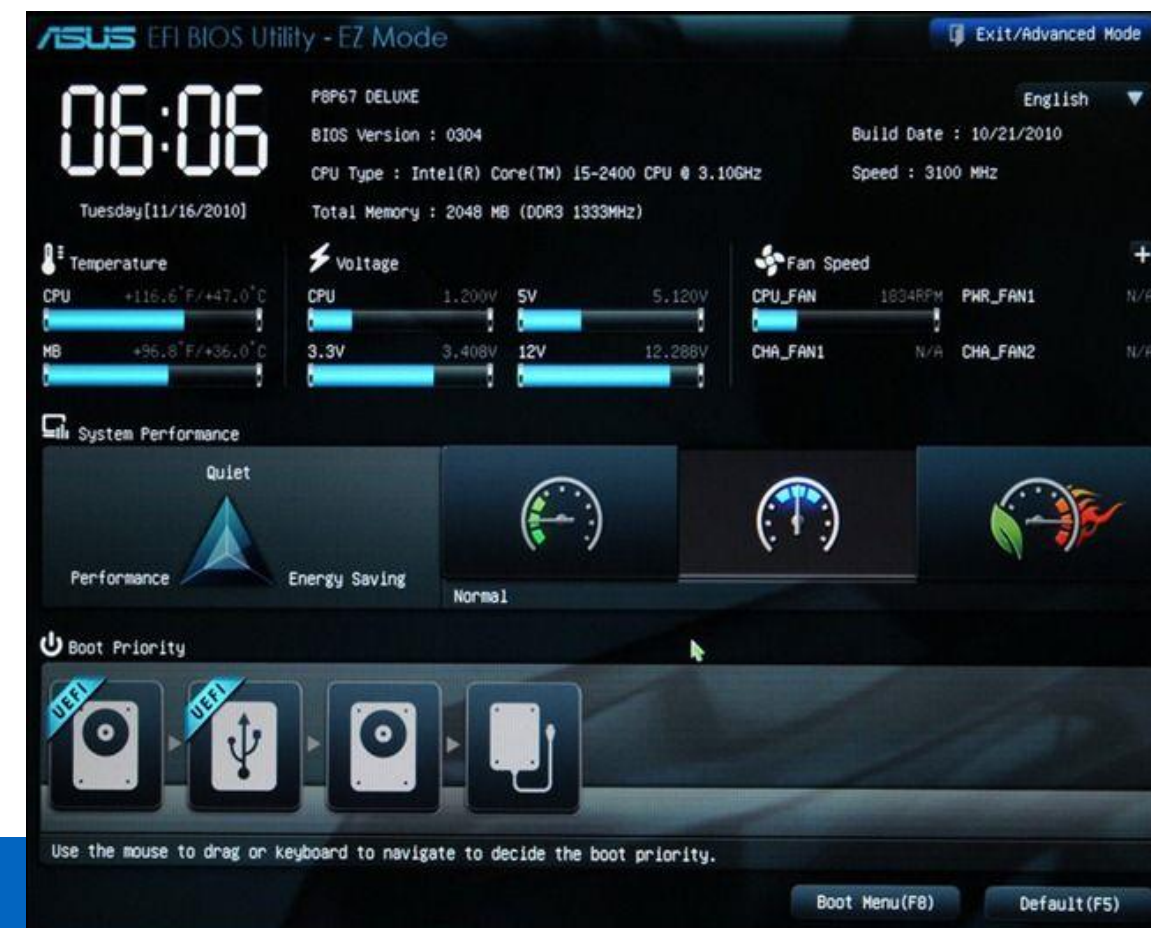 ASUS EFI BIOS Utility - EZ Mode
Exit/Advanced Mode
06:06
Tuesday[11/16/2010]
P8P67 DELUXE
English
BIOS Version : 0304
Build Date : 10/21/2010
CPU Type : Intel(R) Core(TM) i5-2400 CPU @ 3.10GHz
Speed : 3100 MHz
Total Memory : 2048 MB (DDR3 1333MHz)
Temperature
CPU +116.6°F/+47.0°C
MB +96.8°F/+36.0°C
Voltage
CPU 1.200V 5V 5.120V
3.3V 3.408V 12V 12.288V
Fan Speed
CPU_FAN 1834RPM PWR_FAN1 N/A
CHA_FAN1 N/A CHA_FAN2 N/A
System Performance
Quiet
Performance
Energy Saving
Normal
Boot Priority
UEFI
UEFI
Use the mouse to drag or keyboard to navigate to decide the boot priority.
Boot Menu(F8)
Default(F5)